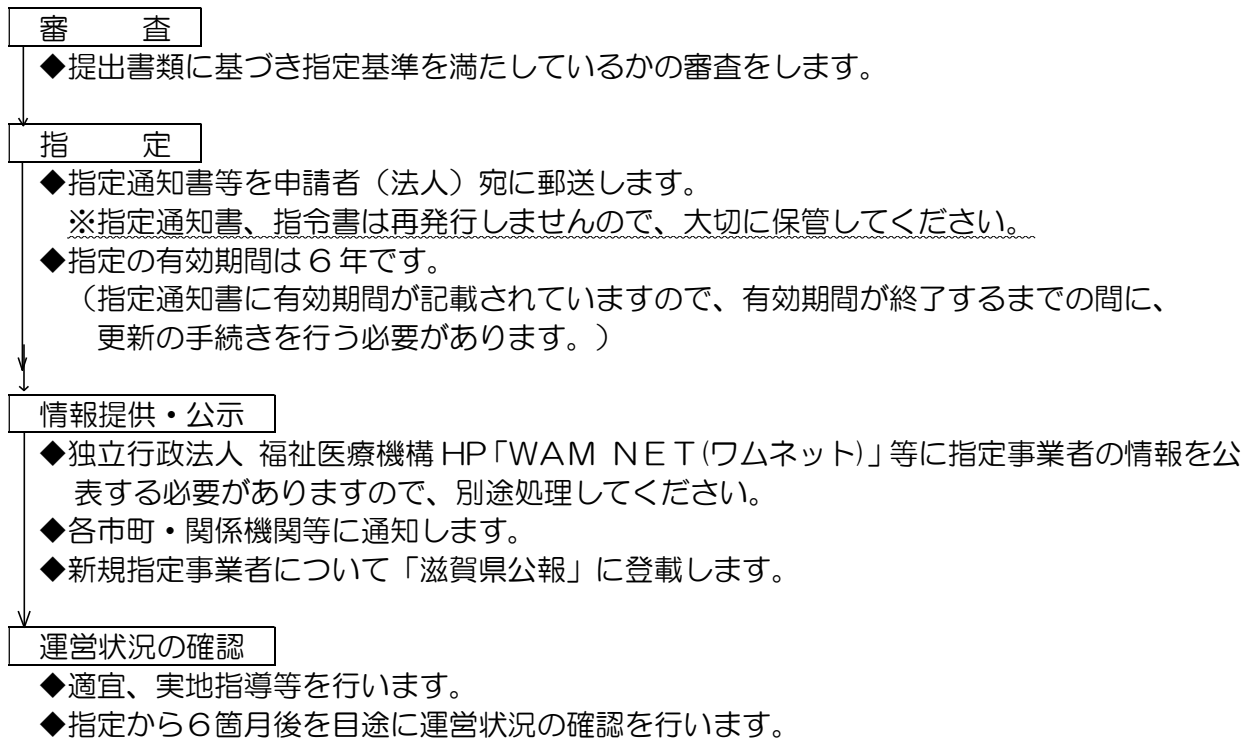 審　　査
◆提出書類に基づき指定基準を満たしているかの審査をします。
指　　定
◆指定通知書等を申請者（法人）宛に郵送します。
※指定通知書、指令書は再発行しませんので、大切に保管してください。
◆指定の有効期間は６年です。
（指定通知書に有効期間が記載されていますので、有効期間が終了するまでの間に、
更新の手続きを行う必要があります。）
情報提供・公示
◆独立行政法人 福祉医療機構 HP「WAM ＮＥＴ(ワムネット)」等に指定事業者の情報を公
表する必要がありますので、別途処理してください。
◆各市町・関係機関等に通知します。
◆新規指定事業者について「滋賀県公報」に登載します。
運営状況の確認
◆適宜、実地指導等を行います。
◆指定から６箇月後を目途に運営状況の確認を行います。